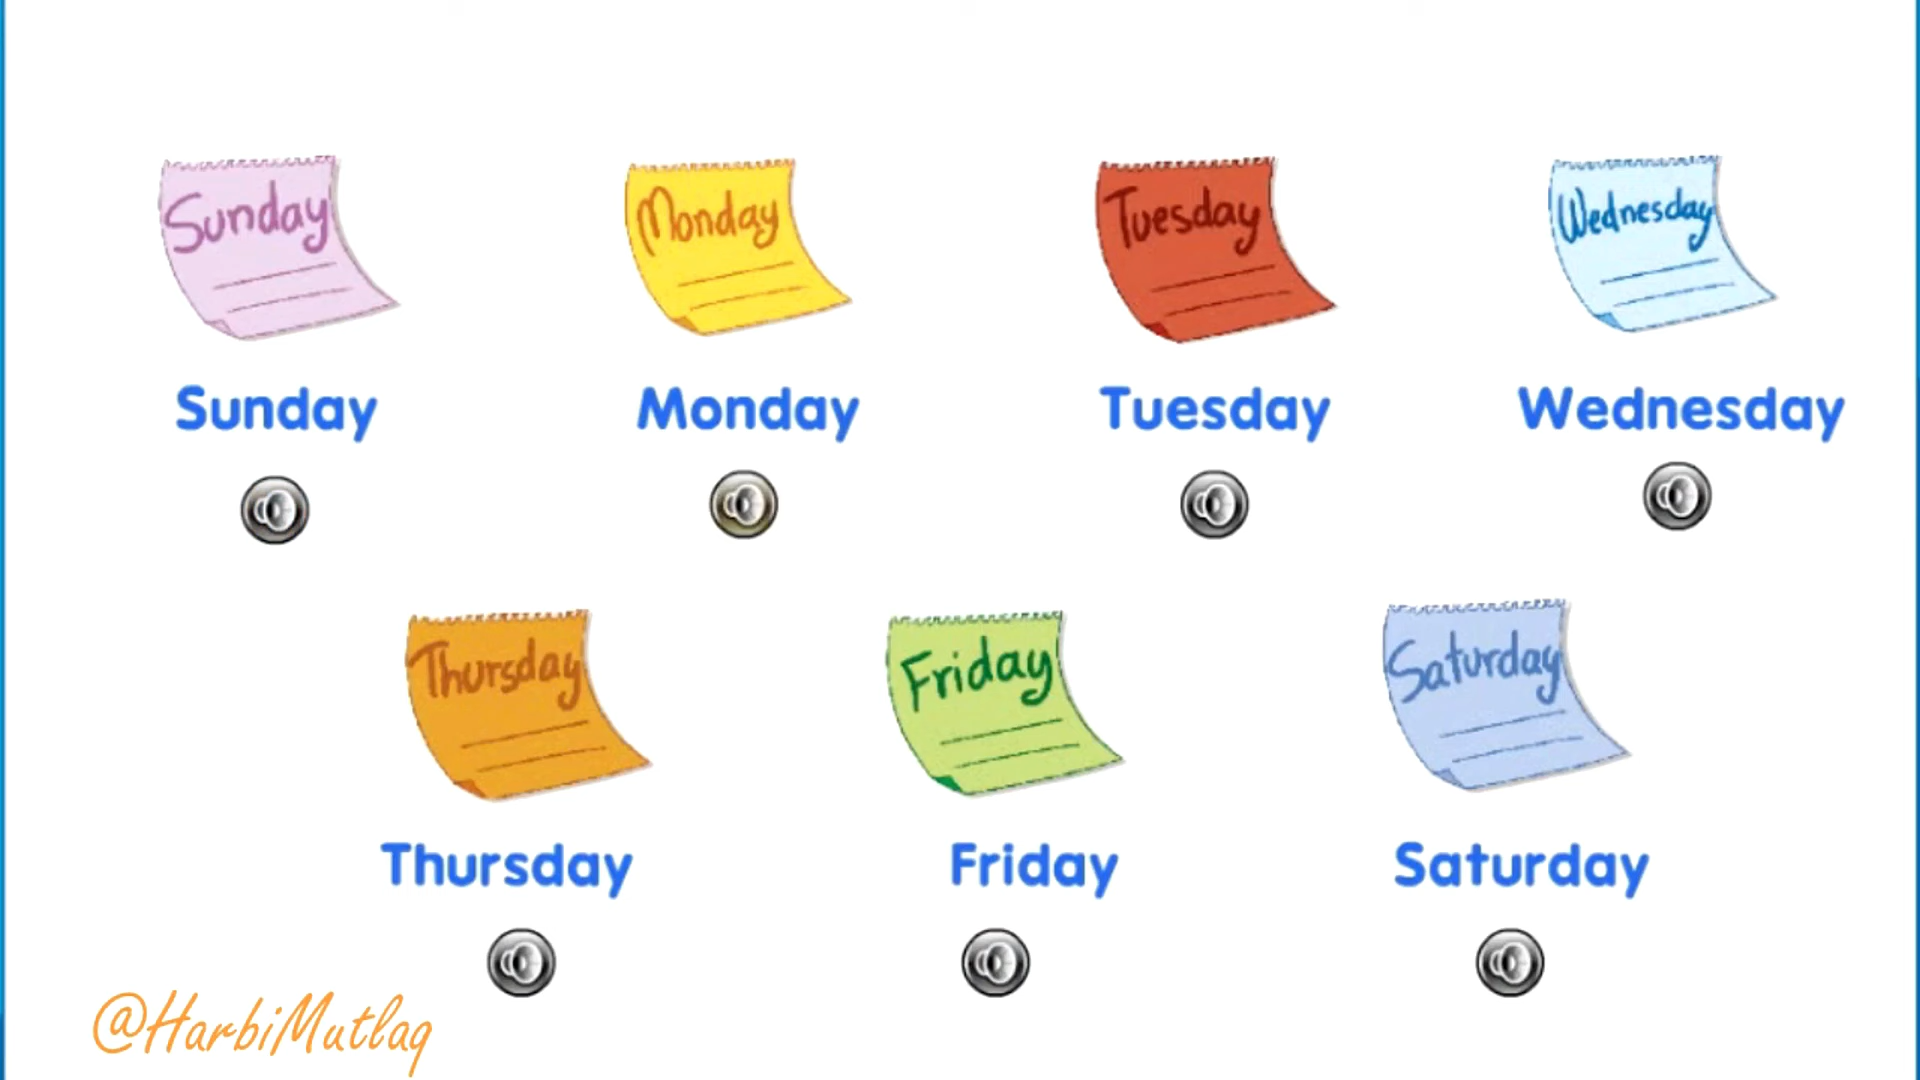 Sunday
Monday
Tuesday
Wednesday
Sunday
Monday
Tuesday
Wednesday
Thursday
Friday
Saturday
Thursday
Friday
Saturday
@HarbiMutlaq